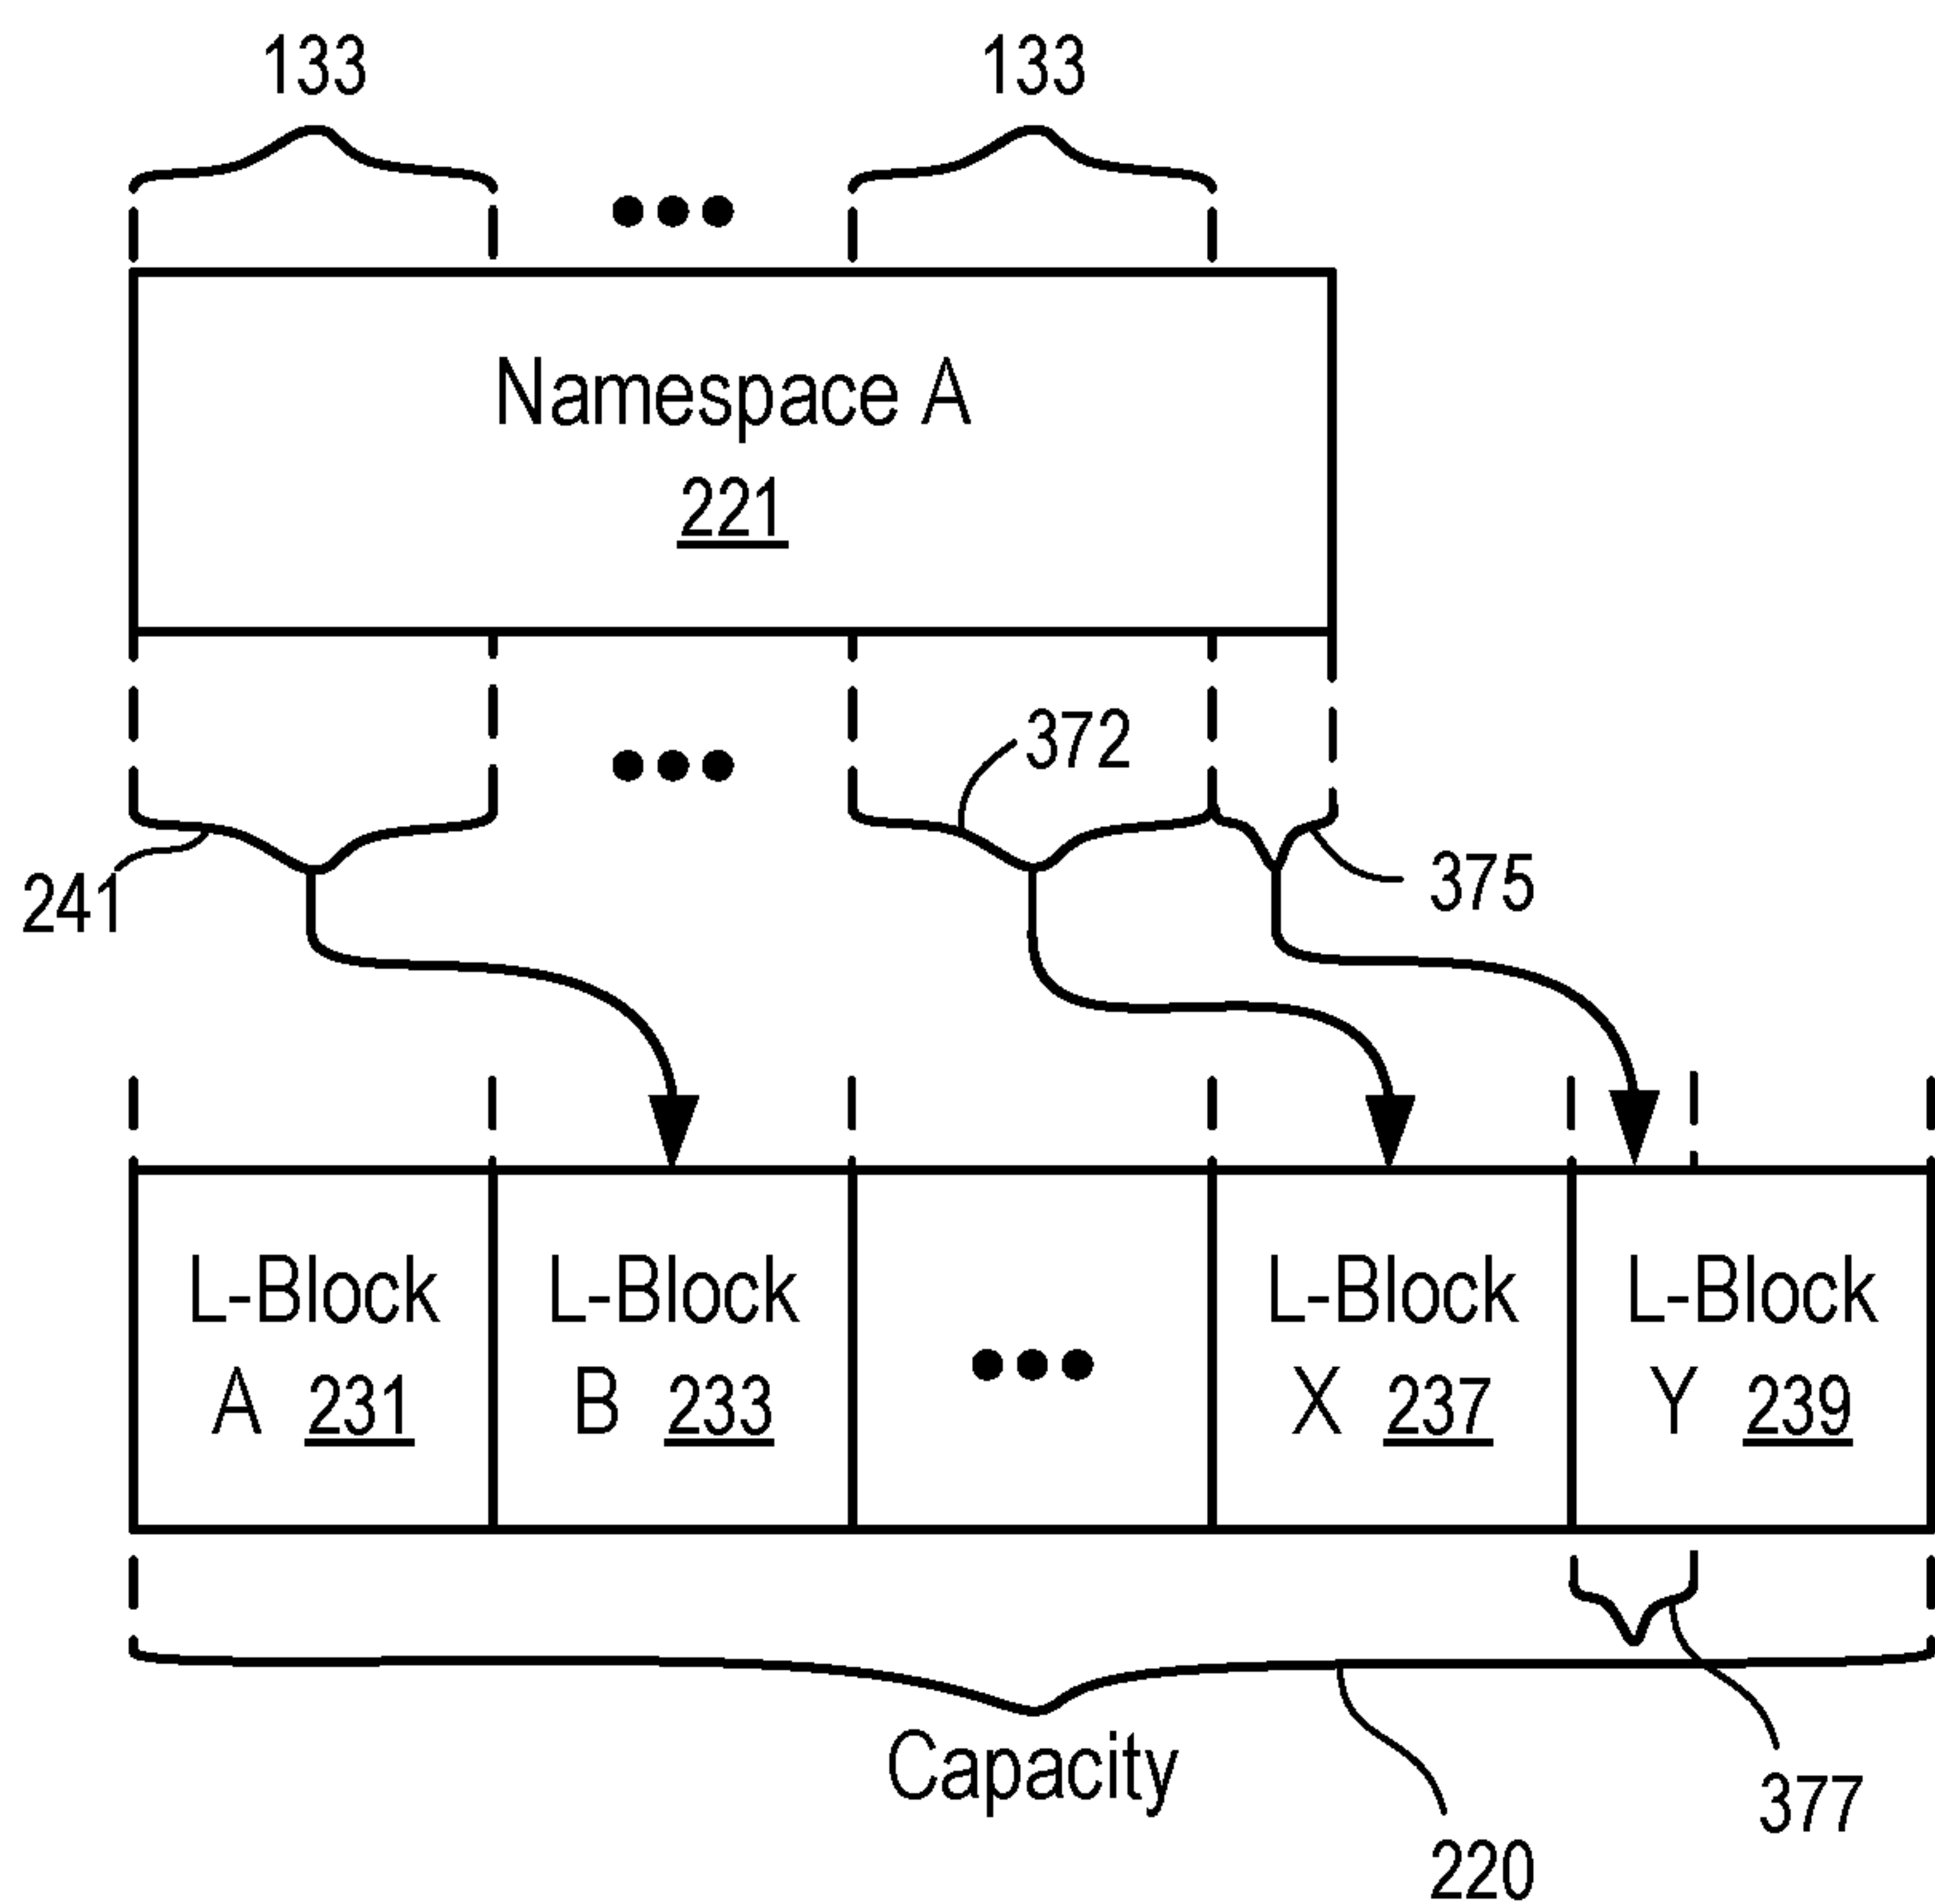 133 133
Namespace A
221
372
241
375
L-Block L-Block L-Block L-Block
A 231 B 233 X 237 Y 239
Capacity
377
220